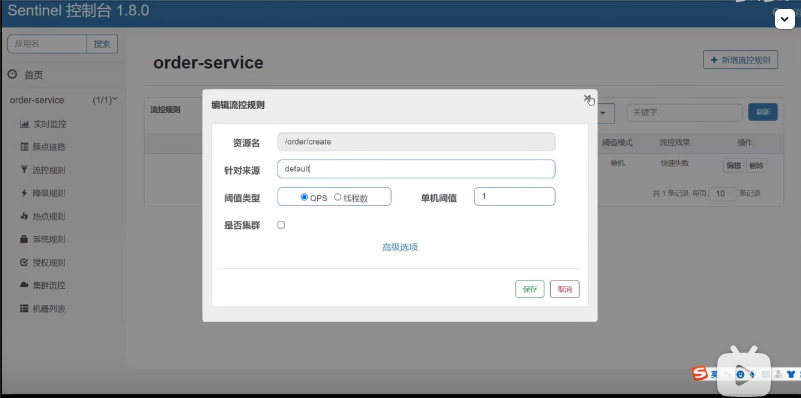 Sentinel 控制台 1.8.0
应用名 搜索
首页
order-service (1/1)
实时监控
簇点链路
流控规则
降级规则
热点规则
系统规则
授权规则
集群流控
机器列表
order-service
+ 新增流控规则
流控规则
关键字 刷新
阈值模式 流控效果 操作
单机 快速失败 编辑 删除
共 1 条记录, 每页 10 条记录
编辑流控规则
资源名 /order/create
针对来源 default
阈值类型 QPS 线程数 单机阈值 1
是否集群
高级选项
保存 取消
英